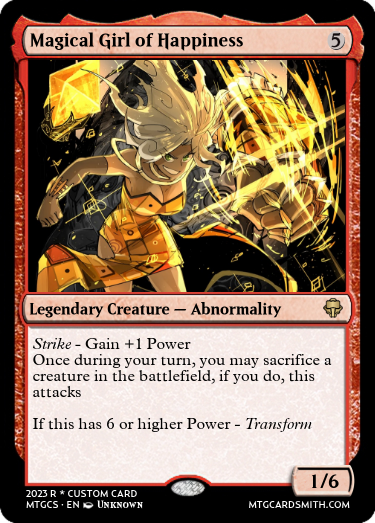 Magical Girl of Happiness 5
Legendary Creature — Abnormality
Strike - Gain +1 Power
Once during your turn, you may sacrifice a
creature in the battlefield, if you do, this
attacks
If this has 6 or higher Power - Transform
1/6
2023 R * CUSTOM CARD
MTGCS · EN Unknown
MTGCARDSMITH.COM